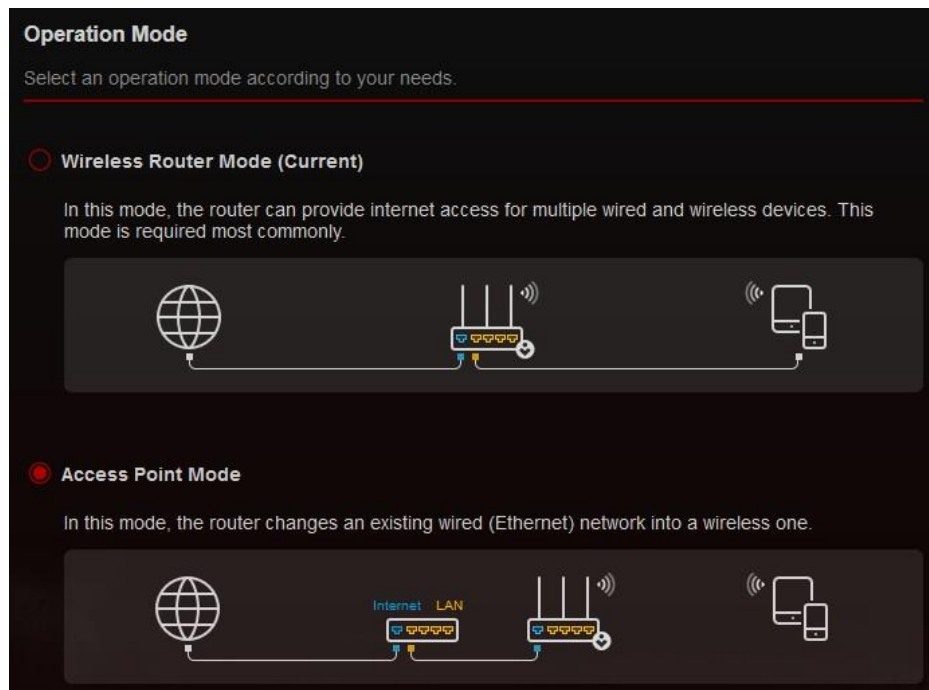 Operation Mode
Select an operation mode according to your needs.
Wireless Router Mode (Current)
In this mode, the router can provide internet access for multiple wired and wireless devices. This
mode is required most commonly.
Access Point Mode
In this mode, the router changes an existing wired (Ethernet) network into a wireless one.
Internet LAN